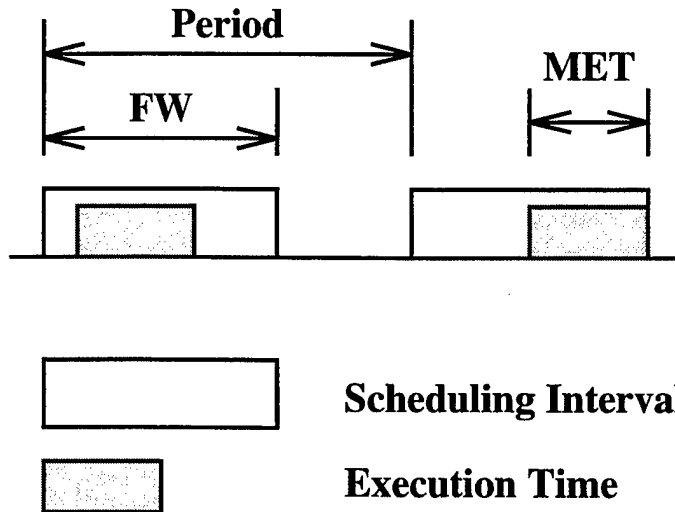 Period
FW
MET
Scheduling Interval
Execution Time